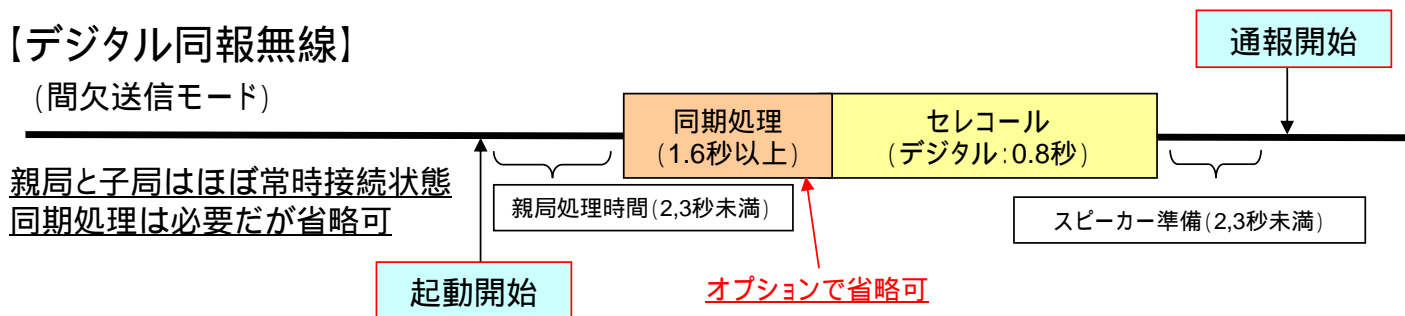 【デジタル同報無線】
(間欠送信モード)
通報開始
同期処理
(1.6秒以上)
セレコール
(デジタル:0.8秒)
親局と子局はほぼ常時接続状態
同期処理は必要だが省略可
親局処理時間(2,3秒未満)
スピーカー準備(2,3秒未満)
起動開始
オプションで省略可